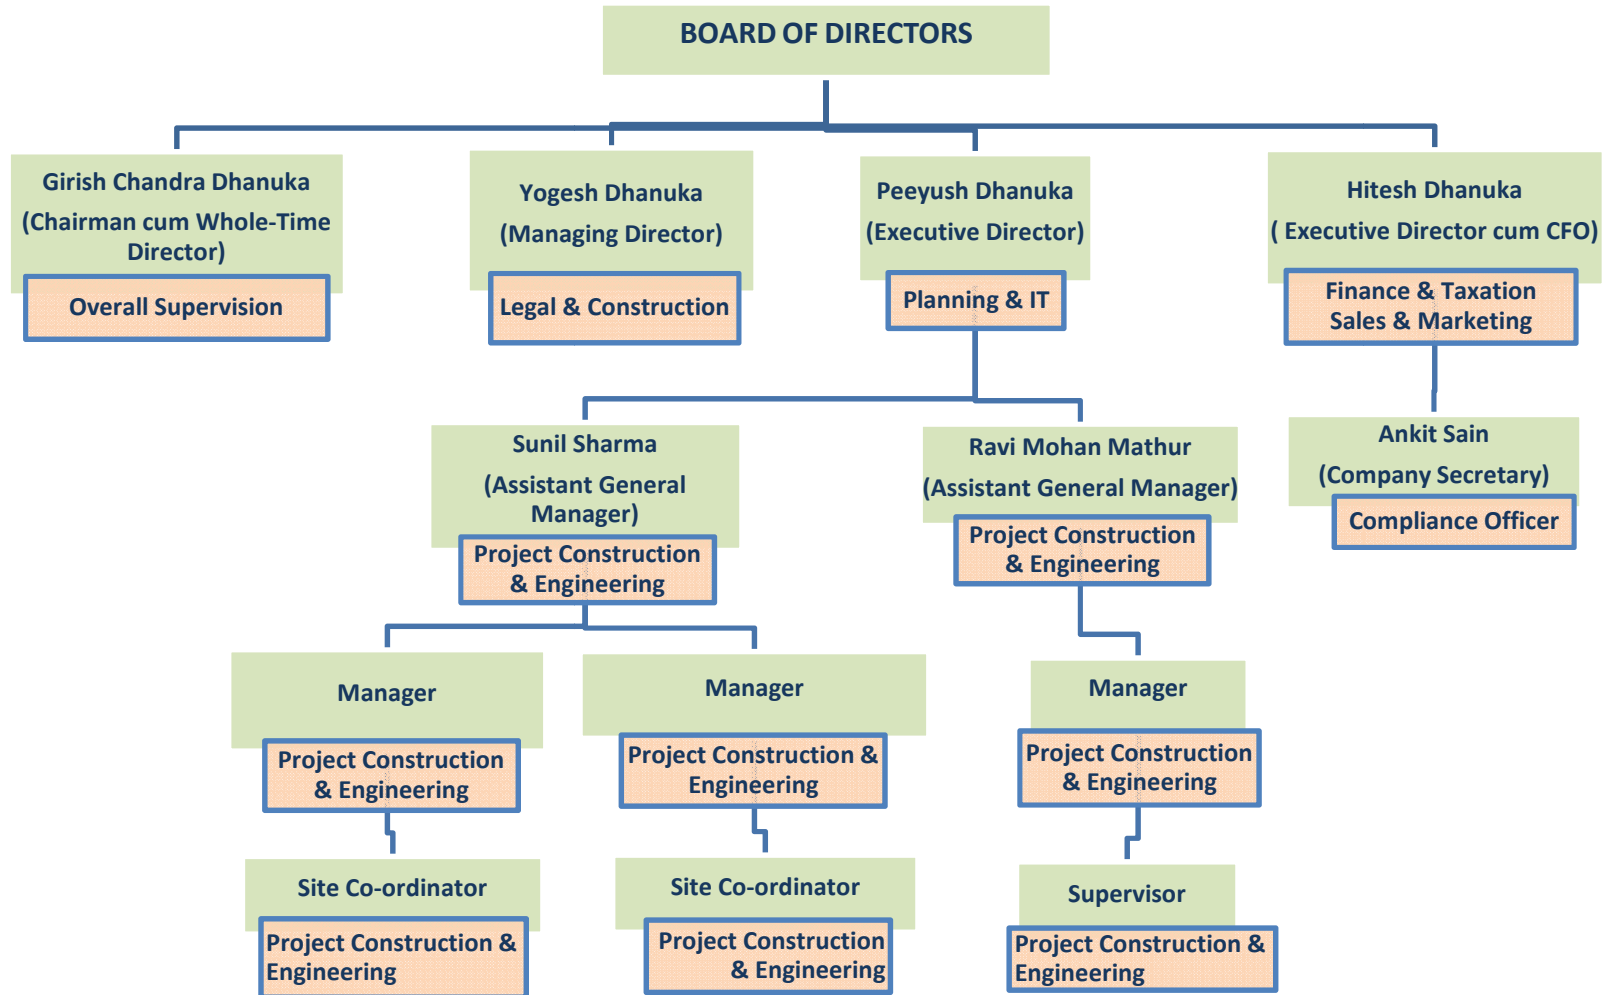 BOARD OF DIRECTORS
Girish Chandra Dhanuka
(Chairman cum Whole-Time
Director)
Overall Supervision
Yogesh Dhanuka
(Managing Director)
Legal & Construction
Peeyush Dhanuka
(Executive Director)
Planning & IT
Hitesh Dhanuka
( Executive Director cum CFO)
Finance & Taxation
Sales & Marketing
Sunil Sharma
(Assistant General
Manager)
Project Construction
& Engineering
Ravi Mohan Mathur
(Assistant General Manager)
Project Construction
& Engineering
Ankit Sain
(Company Secretary)
Compliance Officer
Manager
Project Construction
& Engineering
Manager
Project Construction &
Engineering
Manager
Project Construction
& Engineering
Site Co-ordinator
Project Construction &
Engineering
Site Co-ordinator
Project Construction
& Engineering
Supervisor
Project Construction &
Engineering